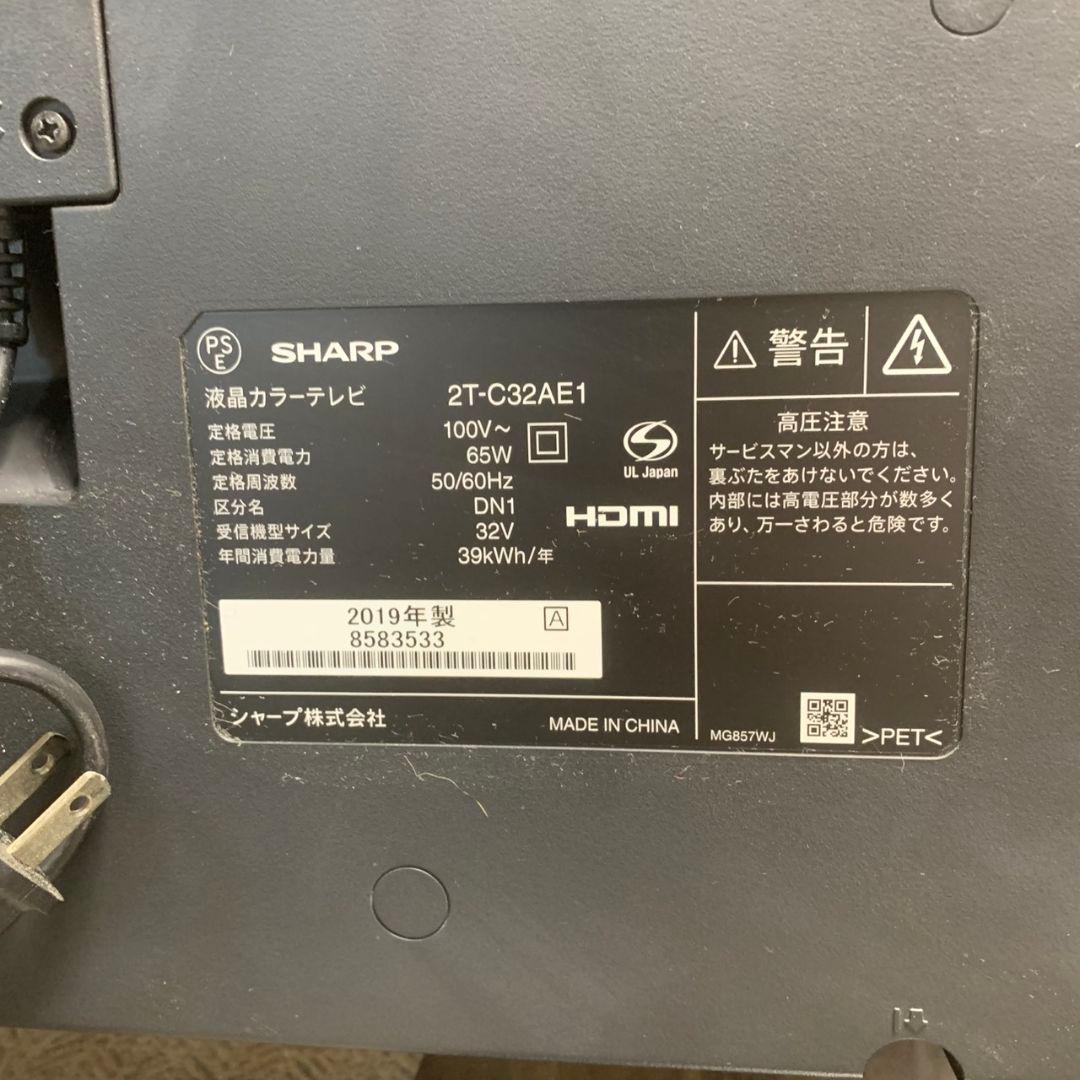 PS
E
SHARP
液晶カラーテレビ 2T-C32AE1
定格電圧 100V～
定格消費電力 65W
定格周波数 50/60Hz
区分名 DN1
受信機型サイズ 32V
年間消費電力量 39kWh/年
UL Japan
HDMI
2019年製 A
8583533
シャープ株式会社 MADE IN CHINA
警告
高圧注意
サービスマン以外の方は、
裏ぶたをあけないでください。
内部には高電圧部分が数多く
あり、万一さわると危険です。
MG857WJ >PET<